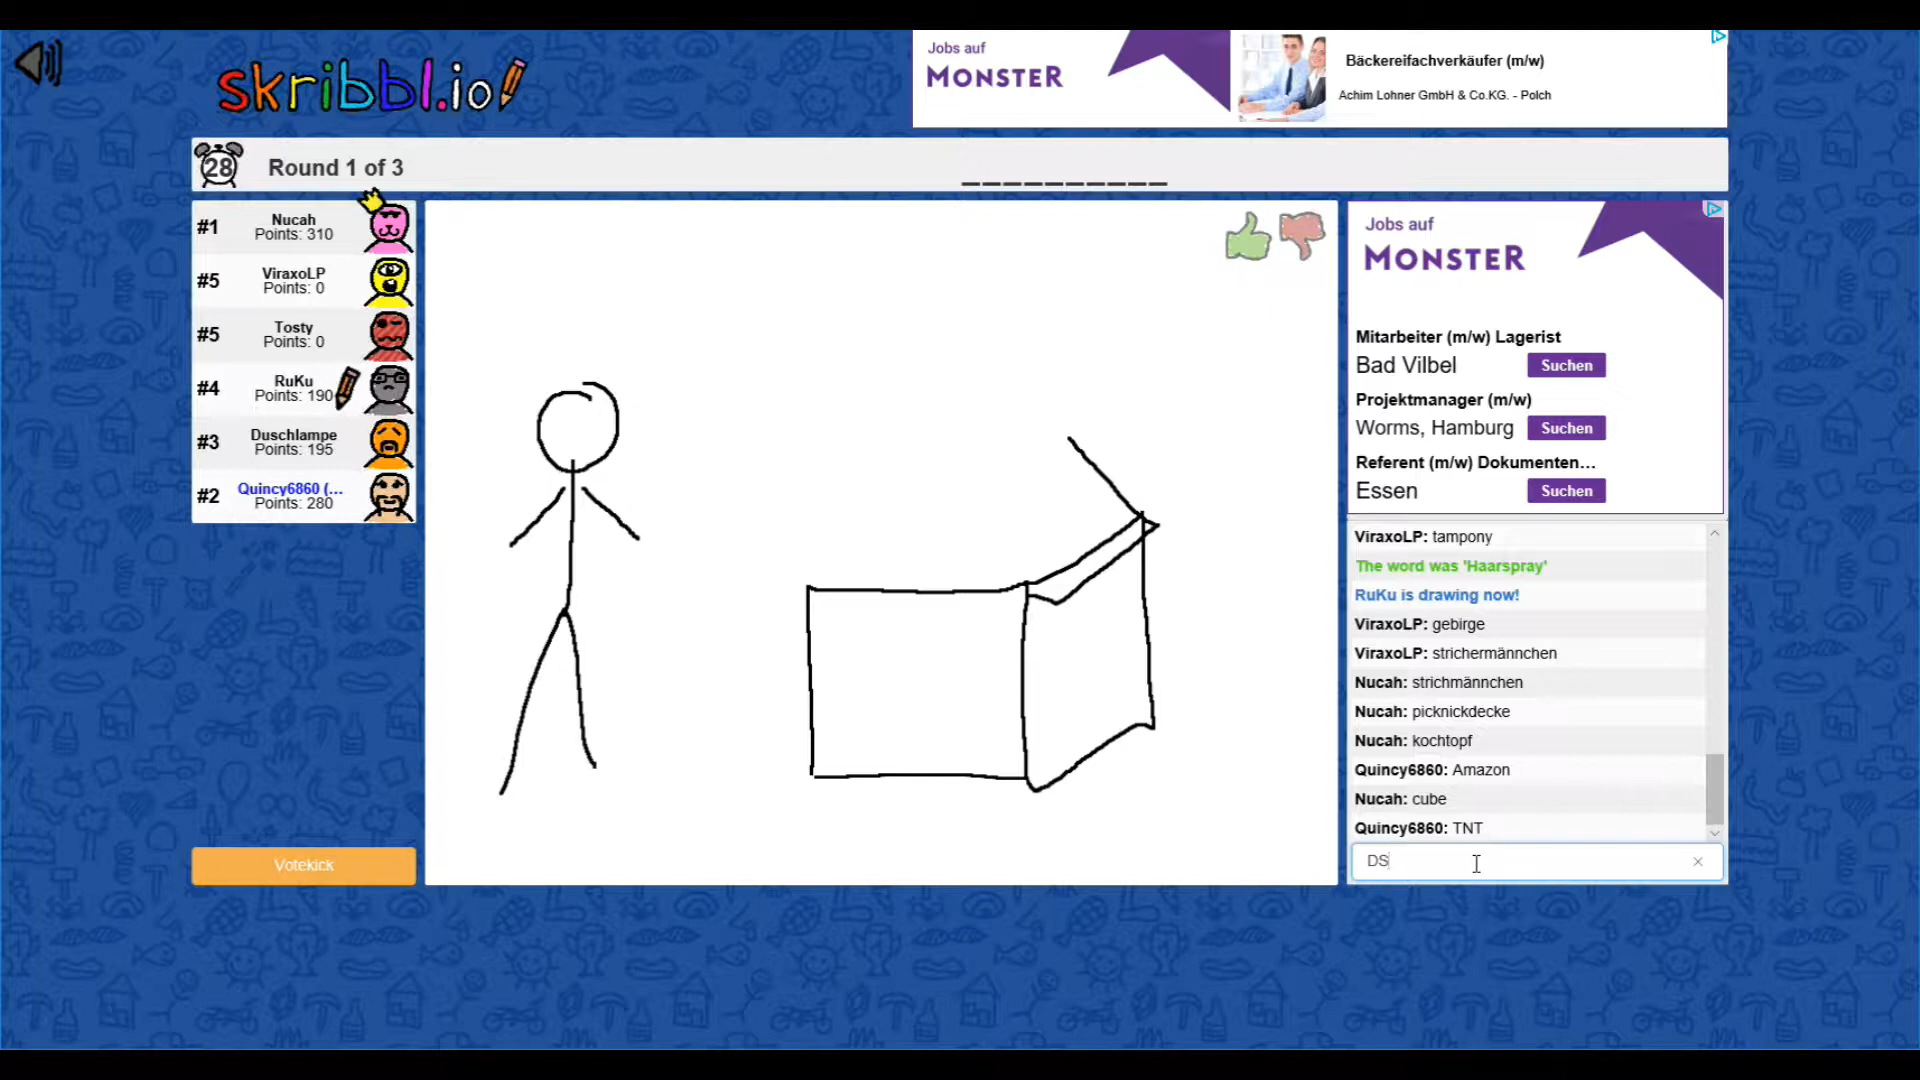 skribbl.io
Jobs auf
MONSTER
Bäckereifachverkäufer (m/w)
Achim Lohner GmbH & Co.KG. - Polch
28
Round 1 of 3
__________
#1
Nucah
Points: 310
#5
ViraxoLP
Points: 0
#5
Tosty
Points: 0
#4
RuKu
Points: 190
#3
Duschlampe
Points: 195
#2
Quincy6860 (...
Points: 280
Votekick
Jobs auf
MONSTER
Mitarbeiter (m/w) Lagerist
Bad Vilbel
Suchen
Projektmanager (m/w)
Worms, Hamburg
Suchen
Referent (m/w) Dokumenten...
Essen
Suchen
ViraxoLP: tampony
The word was 'Haarspray'
RuKu is drawing now!
ViraxoLP: gebirge
ViraxoLP: strichermännchen
Nucah: strichmännchen
Nucah: picknickdecke
Nucah: kochtopf
Quincy6860: Amazon
Nucah: cube
Quincy6860: TNT
DS